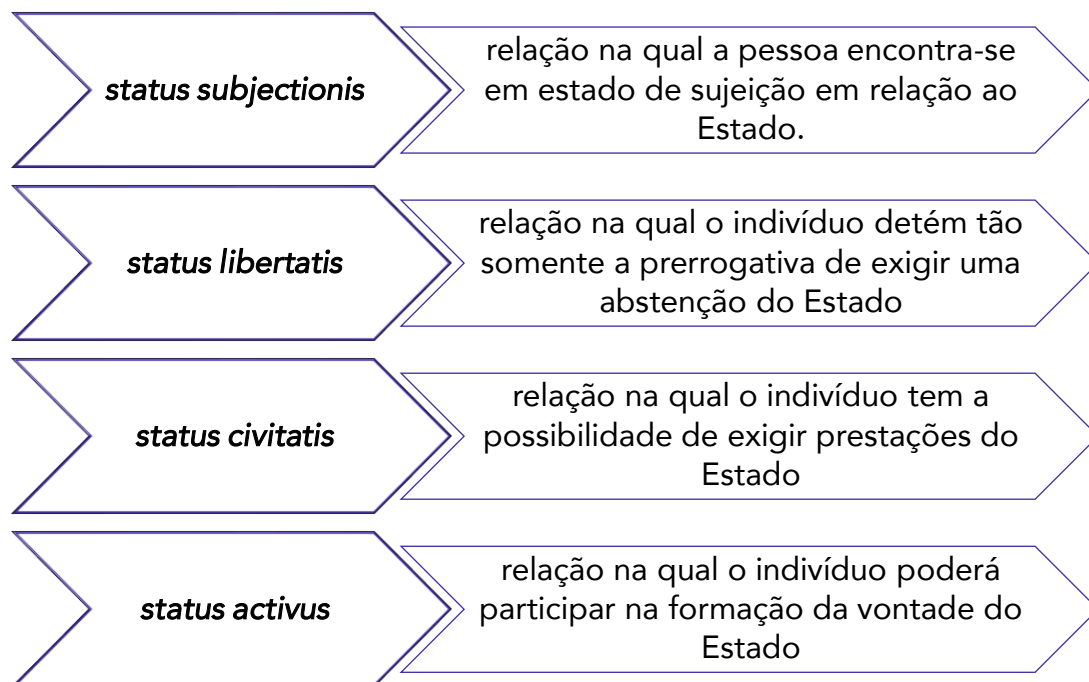 status subjectionis
relação na qual a pessoa encontra-se
em estado de sujeição em relação ao
Estado.
status libertatis
relação na qual o indivíduo detém tão
somente a prerrogativa de exigir uma
abstenção do Estado
status civitatis
relação na qual o indivíduo tem a
possibilidade de exigir prestações do
Estado
status activus
relação na qual o indivíduo poderá
participar na formação da vontade do
Estado